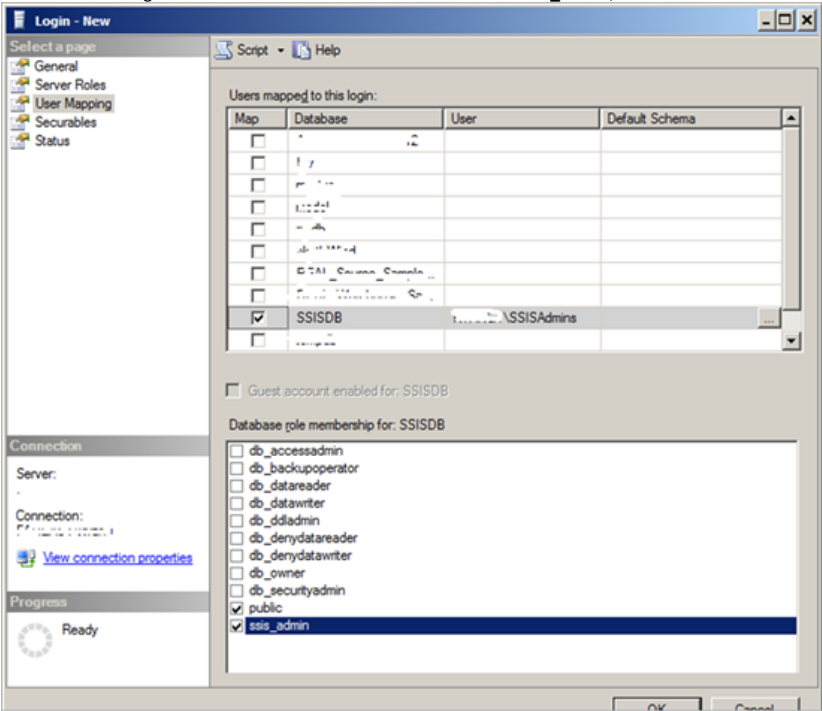 Login - New
Select a page
General
Server Roles
User Mapping
Securables
Status
Script
Help
Users mapped to this login:
Map Database User Default Schema
SSISDB \SSISAdmins ...
Guest account enabled for: SSISDB
Database role membership for: SSISDB
db_accessadmin
db_backupoperator
db_datareader
db_datawriter
db_ddladmin
db_denydatareader
db_denydatawriter
db_owner
db_securityadmin
public
ssis_admin
Connection
Server:
.
Connection:
View connection properties
Progress
Ready
OK Cancel